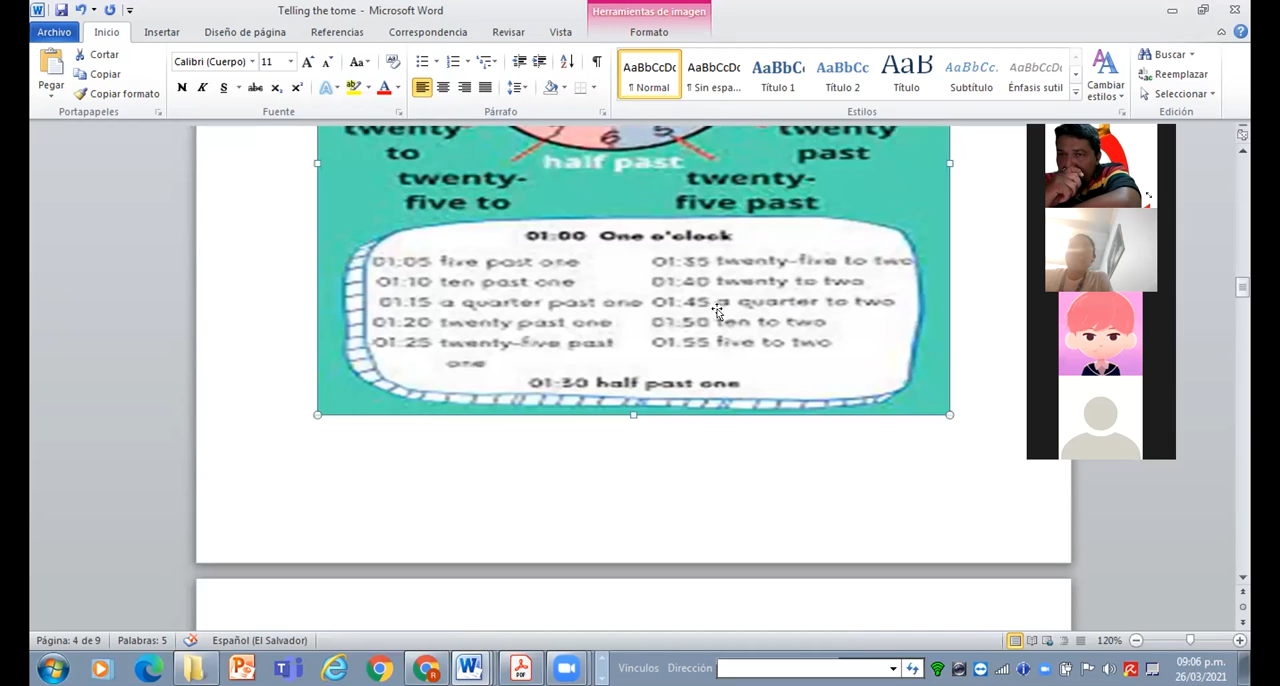 Telling the tome - Microsoft Word
Herramientas de imagen
Archivo Inicio Insertar Diseño de página Referencias Correspondencia Revisar Vista Formato
Pegar
Cortar
Copiar
Copiar formato
Portapapeles
Calibri (Cuerpo) 11
Fuente
Párrafo
AaBbCcDc AaBbCcDc AaBbC AaBbCc AaB AaBbCc. AaBbCcDc
¶ Normal ¶ Sin espa... Título 1 Título 2 Título Subtítulo Énfasis sutil
Cambiar estilos
Estilos
Buscar
Reemplazar
Seleccionar
Edición
7 6 5
twenty to
half past
twenty past
twenty-five to
twenty-five past
01:00 One o'clock
01:05 five past one
01:10 ten past one
01:15 a quarter past one
01:20 twenty past one
01:25 twenty-five past one
01:35 twenty-five to two
01:40 twenty to two
01:45 a quarter to two
01:50 ten to two
01:55 five to two
01:30 half past one
Página: 4 de 9 Palabras: 5 Español (El Salvador) 120%
Vínculos Dirección
09:06 p.m.
26/03/2021